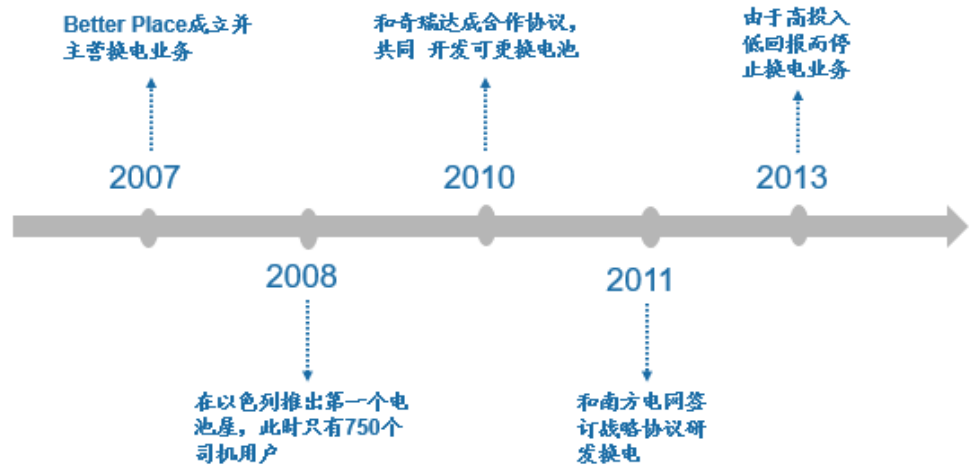 Better Place成立并
主营换电业务
和奇瑞达成合作协议，
共同 开发可更换电池
由于高投入
低回报而停
止换电业务
2007
2010
2013
2008
2011
在以色列推出第一个电
池屋，此时只有750个
司机用户
和南方电网签
订战略协议研
发换电